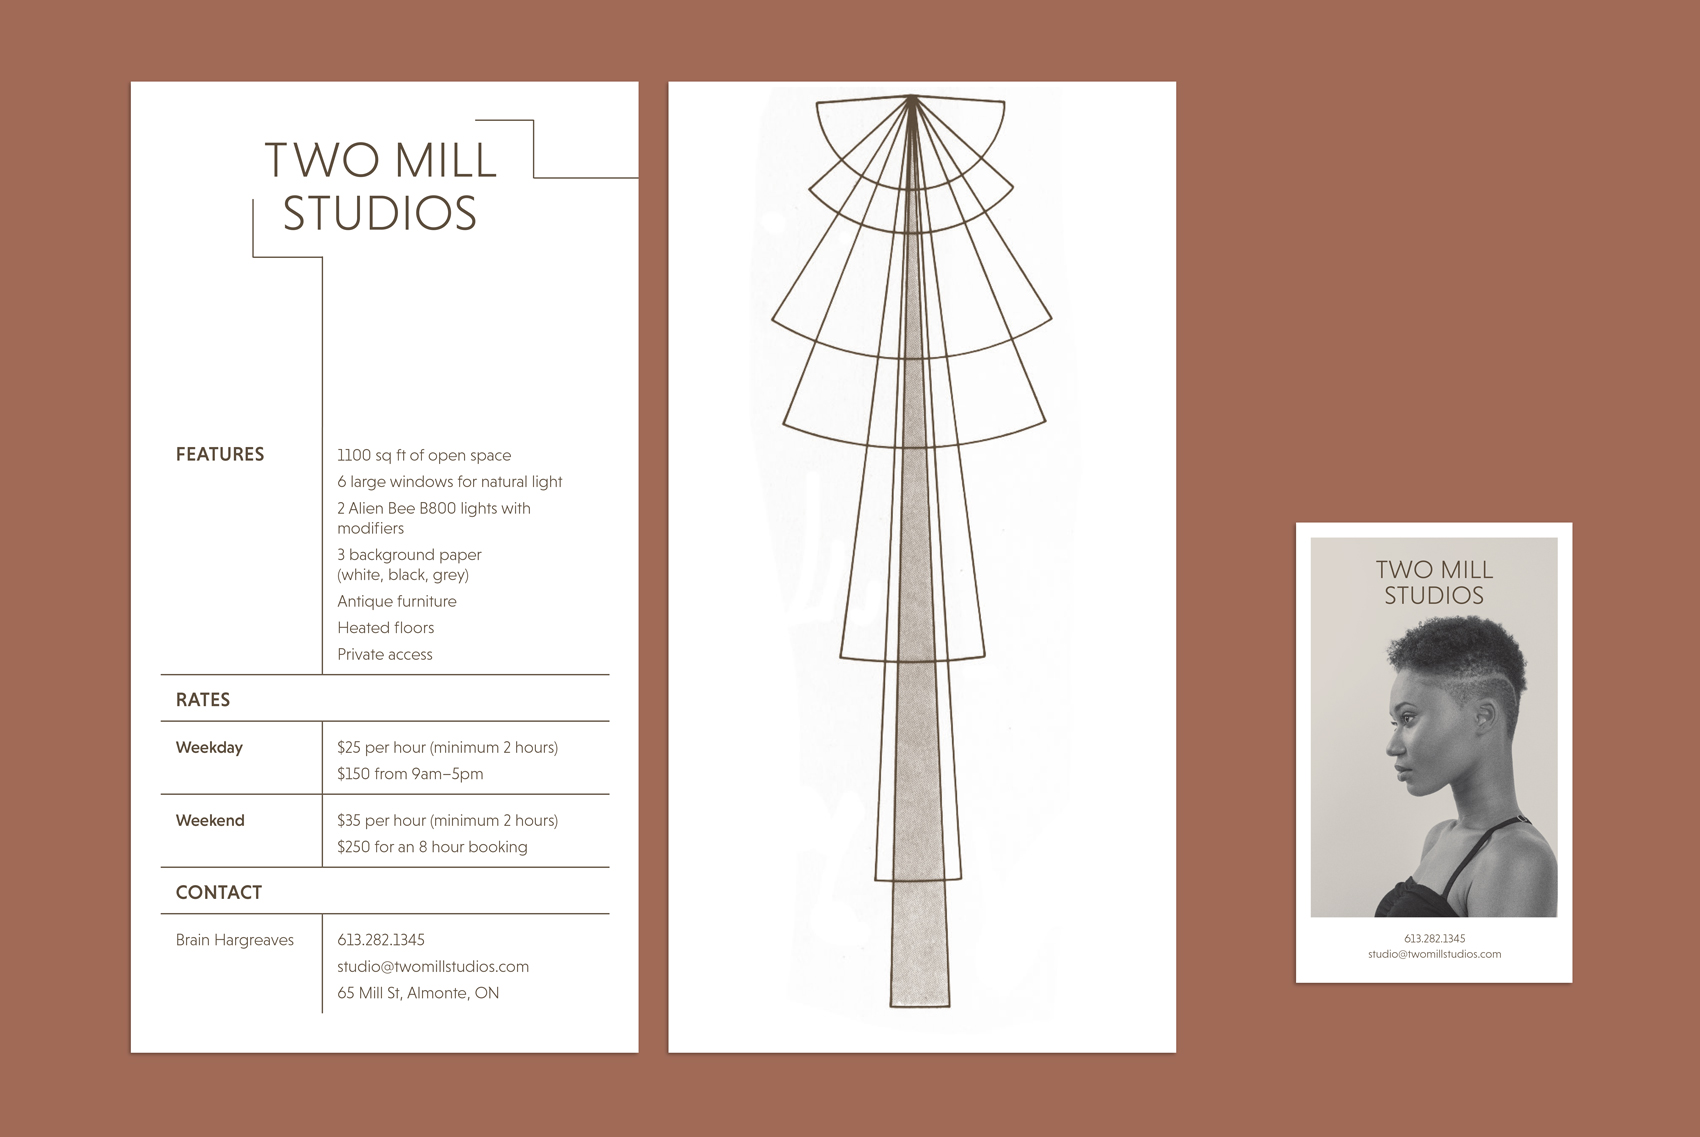 TWO MILL
STUDIOS
FEATURES
1100 sq ft of open space
6 large windows for natural light
2 Alien Bee B800 lights with
modifiers
3 background paper
(white, black, grey)
Antique furniture
Heated floors
Private access
RATES
Weekday
$25 per hour (minimum 2 hours)
$150 from 9am–5pm
Weekend
$35 per hour (minimum 2 hours)
$250 for an 8 hour booking
CONTACT
Brain Hargreaves
613.282.1345
studio@twomillstudios.com
65 Mill St, Almonte, ON
TWO MILL
STUDIOS
613.282.1345
studio@twomillstudios.com